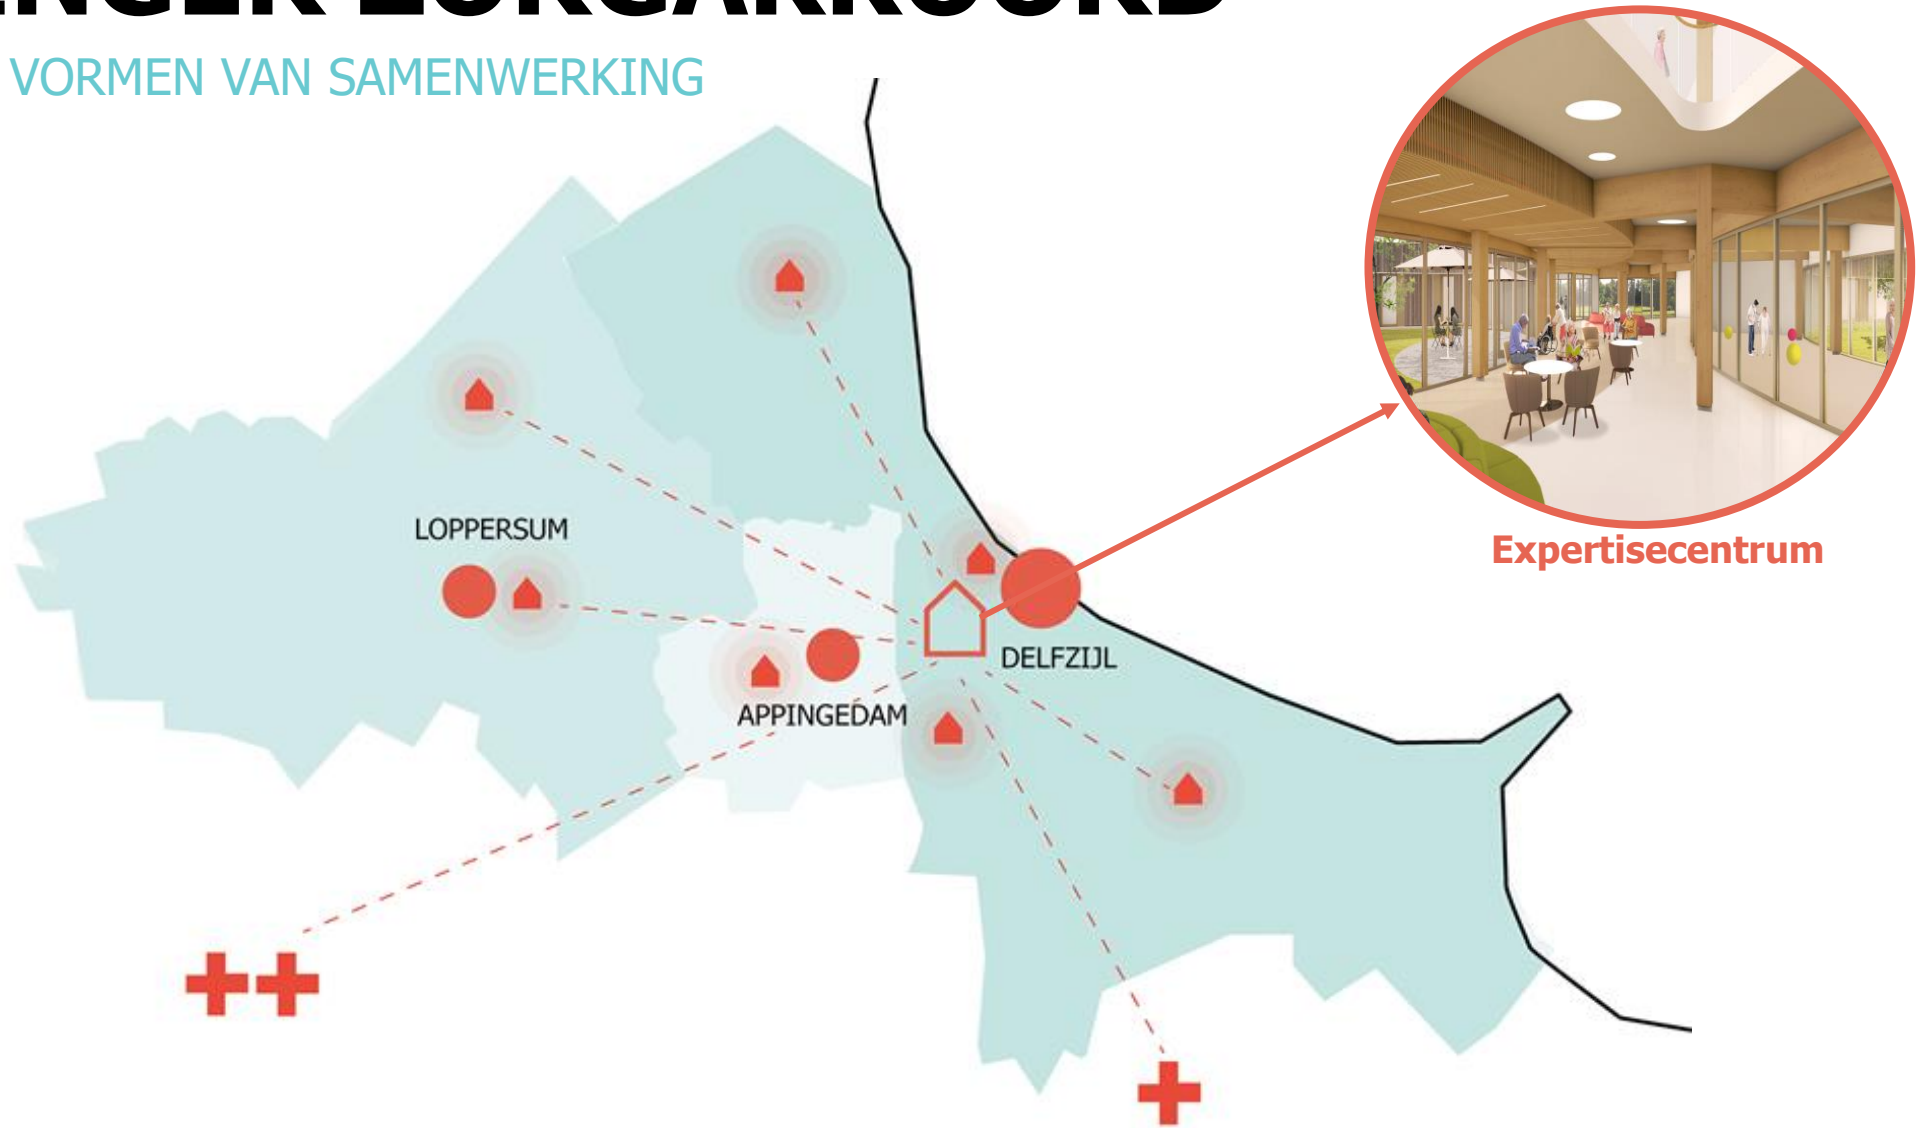 VORMEN VAN SAMENWERKING
LOPPERSUM
Expertisecentrum
DELFZIJL
APPINGEDAM